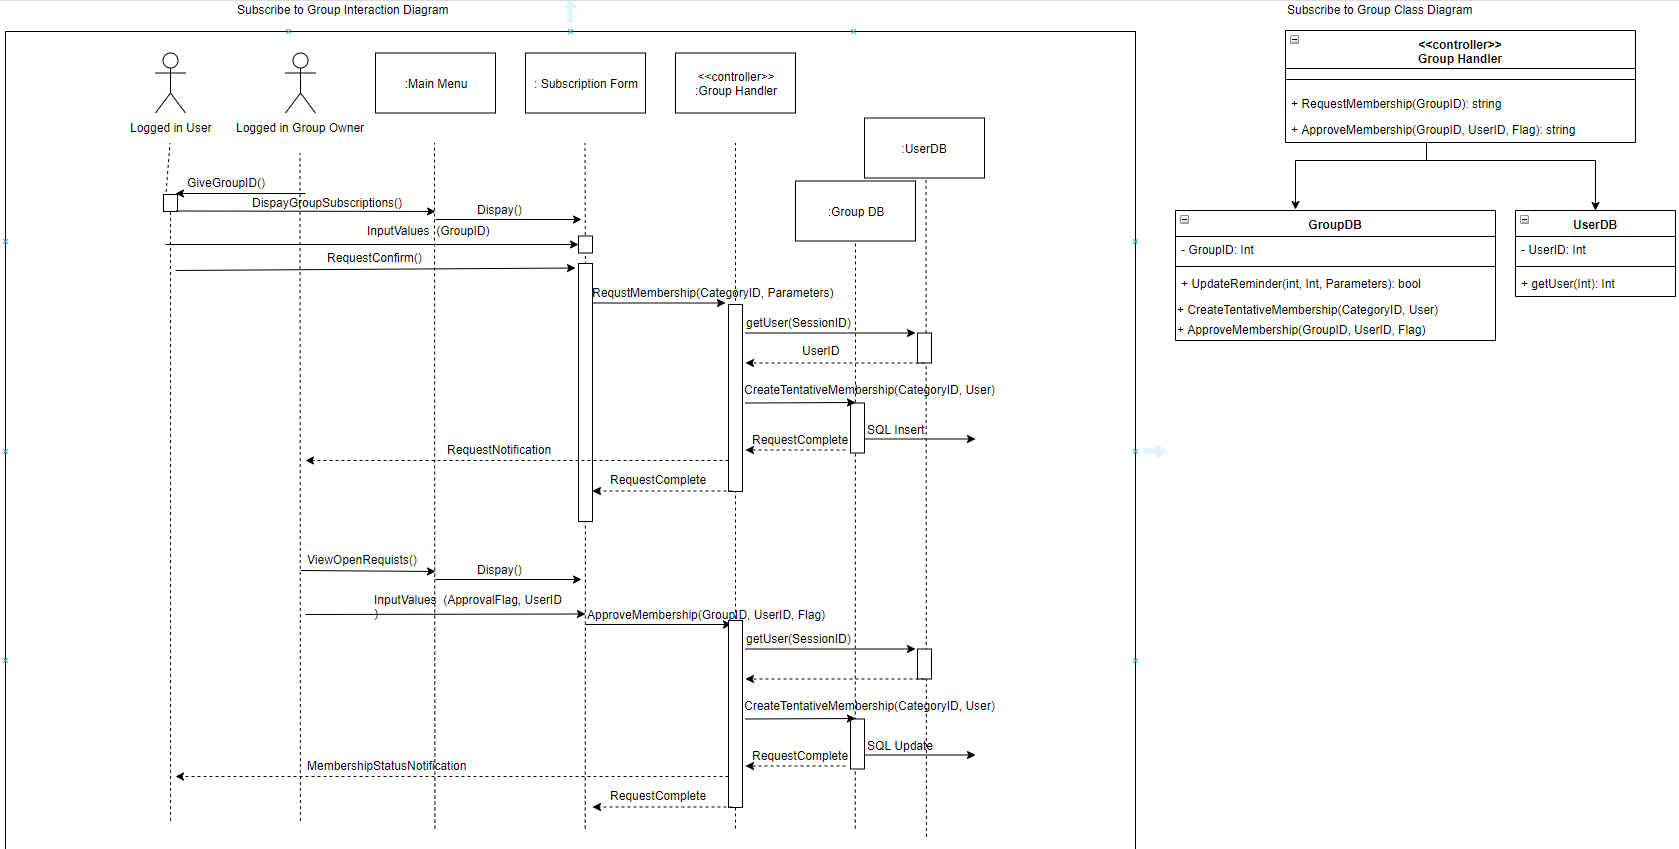 Subscribe to Group Interaction Diagram
Subscribe to Group Class Diagram
Logged in User
Logged in Group Owner
:Main Menu
: Subscription Form
<<controller>>
:Group Handler
:UserDB
:Group DB
GiveGroupID()
DispayGroupSubscriptions()
Dispay()
InputValues (GroupID)
RequestConfirm()
RequstMembership(CategoryID, Parameters)
getUser(SessionID)
UserID
CreateTentativeMembership(CategoryID, User)
SQL Insert
RequestComplete
RequestNotification
RequestComplete
ViewOpenRequists()
Dispay()
InputValues (ApprovalFlag, UserID
)
ApproveMembership(GroupID, UserID, Flag)
getUser(SessionID)
CreateTentativeMembership(CategoryID, User)
SQL Update
RequestComplete
MembershipStatusNotification
RequestComplete
<<controller>>
Group Handler
+ RequestMembership(GroupID): string
+ ApproveMembership(GroupID, UserID, Flag): string
GroupDB
- GroupID: Int
+ UpdateReminder(int, Int, Parameters): bool
+ CreateTentativeMembership(CategoryID, User)
+ ApproveMembership(GroupID, UserID, Flag)
UserDB
- UserID: Int
+ getUser(Int): Int